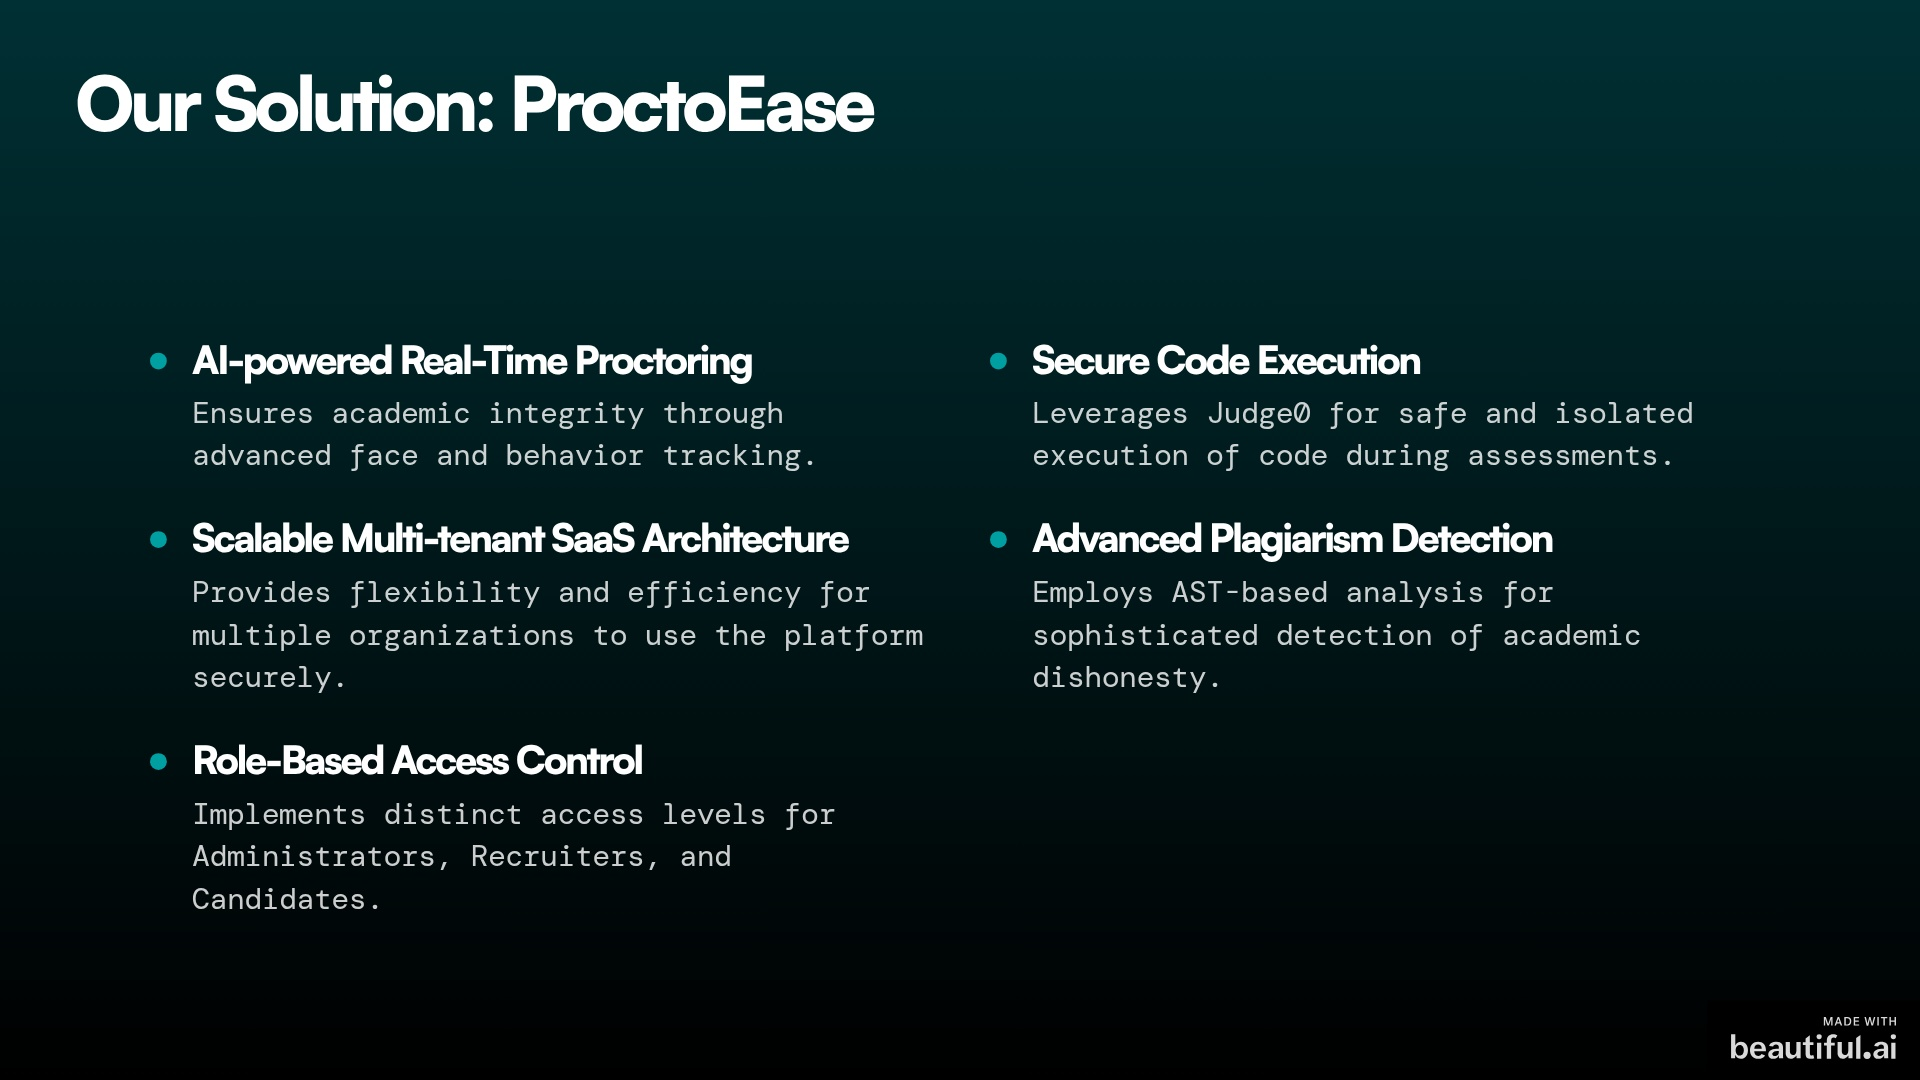 Our Solution: ProctoEase
AI-powered Real-Time Proctoring
Ensures academic integrity through
advanced face and behavior tracking.
Scalable Multi-tenant SaaS Architecture
Provides flexibility and efficiency for
multiple organizations to use the platform
securely.
Role-Based Access Control
Implements distinct access levels for
Administrators, Recruiters, and
Candidates.
Secure Code Execution
Leverages Judge0 for safe and isolated
execution of code during assessments.
Advanced Plagiarism Detection
Employs AST-based analysis for
sophisticated detection of academic
dishonesty.
MADE WITH
beautiful.ai